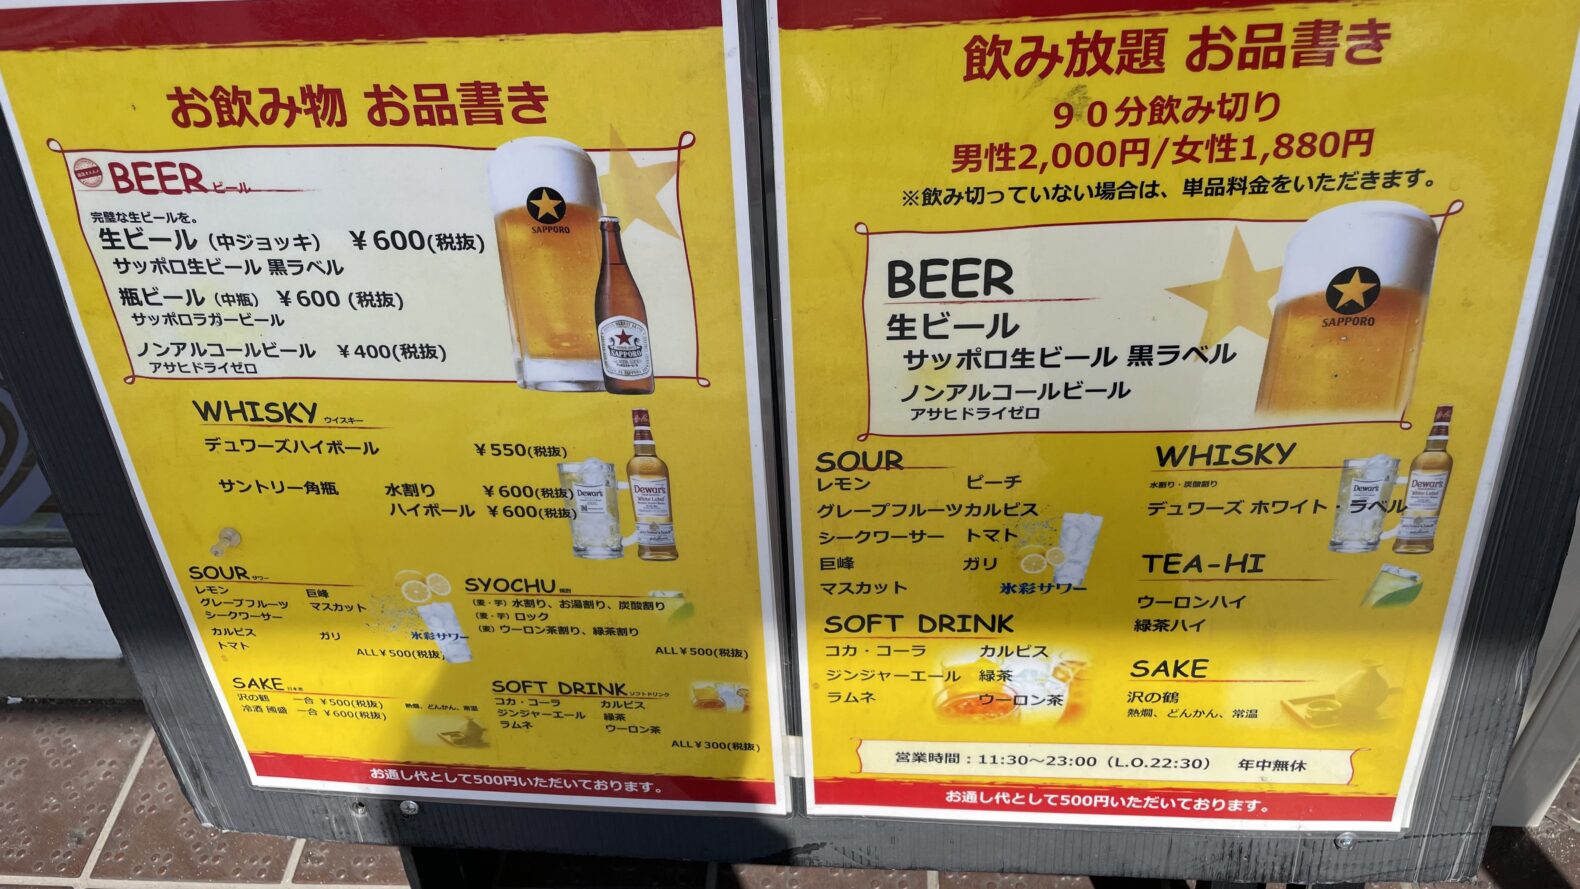 お飲み物 お品書き
BEER ビール
完璧な生ビールを。
生ビール（中ジョッキ） ￥600(税抜)
サッポロ生ビール 黒ラベル
瓶ビール（中瓶） ￥600 (税抜)
サッポロラガービール
ノンアルコールビール ￥400(税抜)
アサヒドライゼロ
SAPPORO
SAPPORO
WHISKY ウイスキー
デュワーズハイボール ￥550(税抜)
サントリー角瓶 水割り ￥600(税抜)
ハイボール ￥600(税抜)
Dewar's
Dewar's
White Label
SOUR サワー
レモン 巨峰
グレープフルーツ マスカット
シークワーサー
カルピス ガリ
トマト
氷彩サワー
ALL￥500(税抜)
SYOCHU 焼酎
（麦・芋）水割り、お湯割り、炭酸割り
（麦・芋）ロック
（麦）ウーロン茶割り、緑茶割り
ALL￥500(税抜)
SAKE 日本酒
沢の鶴 一合 ￥500(税抜)
冷酒 國盛 一合 ￥600(税抜)
熱燗、どんかん、常温
SOFT DRINK ソフトドリンク
コカ・コーラ カルピス
ジンジャーエール 緑茶
ラムネ ウーロン茶
ALL￥300(税抜)
お通し代として500円いただいております。
飲み放題 お品書き
９０分飲み切り
男性2,000円/女性1,880円
※飲み切っていない場合は、単品料金をいただきます。
BEER
生ビール
サッポロ生ビール 黒ラベル
ノンアルコールビール
アサヒドライゼロ
SAPPORO
SOUR
レモン ピーチ
グレープフルーツ カルピス
シークワーサー トマト
巨峰 ガリ
マスカット
氷彩サワー
WHISKY
水割り・炭酸割り
デュワーズ ホワイト・ラベル
Dewar's
Dewar's
TEA-HI
ウーロンハイ
緑茶ハイ
SOFT DRINK
コカ・コーラ カルピス
ジンジャーエール 緑茶
ラムネ ウーロン茶
SAKE
沢の鶴
熱燗、どんかん、常温
営業時間：11:30～23:00（L.O.22:30） 年中無休
お通し代として500円いただいております。